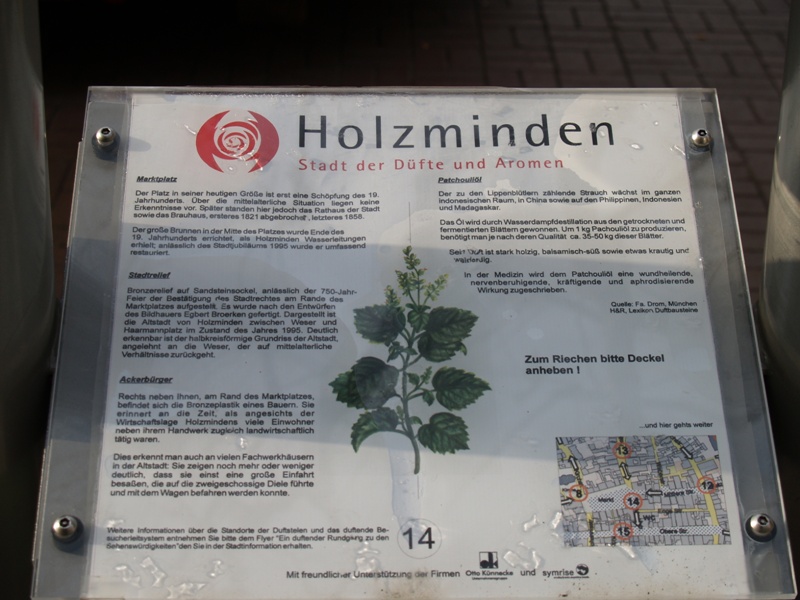 Holzminden
Stadt der Düfte und Aromen
Marktplatz
Der Platz in seiner heutigen Größe ist erst eine Schöpfung des 19.
Jahrhunderts. Über die mittelalterliche Situation liegen keine
Erkenntnisse vor. Später standen hier jedoch das Rathaus der Stadt
sowie das Brauhaus, ersteres 1821 abgebrochen, letzteres 1858.
Der große Brunnen in der Mitte des Platzes wurde Ende des
19. Jahrhunderts errichtet, als Holzminden Wasserleitungen
erhielt; anlässlich des Stadtjubiläums 1995 wurde er umfassend
restauriert.
Stadtrelief
Bronzerelief auf Sandsteinsockel, anlässlich der 750-Jahr-
Feier der Bestätigung des Stadtrechtes am Rande des
Marktplatzes aufgestellt. Es wurde nach den Entwürfen
des Bildhauers Egbert Broerken gefertigt. Dargestellt ist
die Altstadt von Holzminden zwischen Weser und
Haarmannplatz im Zustand des Jahres 1995. Deutlich
erkennbar ist der halbkreisförmige Grundrise der Altstadt,
angelehnt an die Weser, der auf mittelalterliche
Verhältnisse zurückgeht.
Ackerbürger
Rechts neben Ihnen, am Rand des Marktplatzes,
befindet sich die Bronzeplastik eines Bauern. Sie
erinnert an die Zeit, als angesichts der
Wirtschaftslage Holzmindens viele Einwohner
neben ihrem Handwerk zugleich landwirtschaftlich
tätig waren.
Dies erkennt man auch an vielen Fachwerkhäusern
in der Altstadt: Sie zeigen noch mehr oder weniger
deutlich, dass sie einst eine große Einfahrt
besaßen, die auf die zweigeschossige Diele führte
und mit dem Wagen befahren werden konnte.
Weitere Informationen über die Standorte der Duftstelen und das duftende Be-
sucherleitsystem entnehmen Sie bitte dem Flyer "Ein duftender Rundgang zu den
Sehenswürdigkeiten" den Sie in der Stadtinformation erhalten.
Patchouliöl
Der zu den Lippenblütlern zählende Strauch wächst im ganzen
Indonesischen Raum, in China sowie auf den Philippinen, Indonesien
und Madagaskar.
Das Öl wird durch Wasserdampfdestillation aus den getrockneten und
fermentierten Blättern gewonnen. Um 1 kg Pachouliöl zu produzieren,
benötigt man je nach deren Qualität ca. 35-50 kg dieser Blätter.
Sein Duft ist stark holzig, balsamisch-süß sowie etwas krautig und
In der Medizin wird dem Patchouliöl eine wundheilende,
nervenberuhigende, kräftigende und aphrodisierende
Wirkung zugeschrieben.
Quelle: Fa. Drom, München
H&R, Lexikon Duftbausteine
Zum Riechen bitte Deckel
anheben !
...und hier gehts weiter
13
8
12
14
15
Markt
Obere Str.
14
Mit freundlicher Unterstützung der Firmen Otto Künnecke und symrise